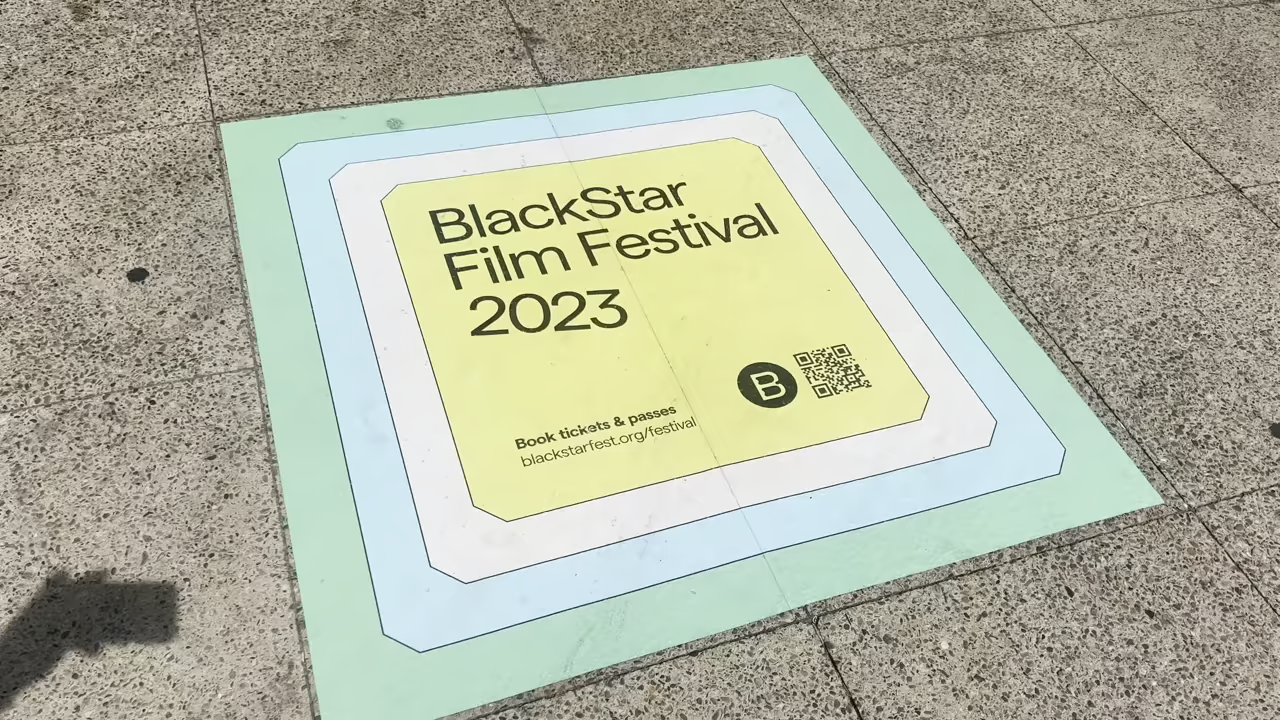 BlackStar
Film Festival
2023
B
Book tickets & passes
blackstarfest.org/festival